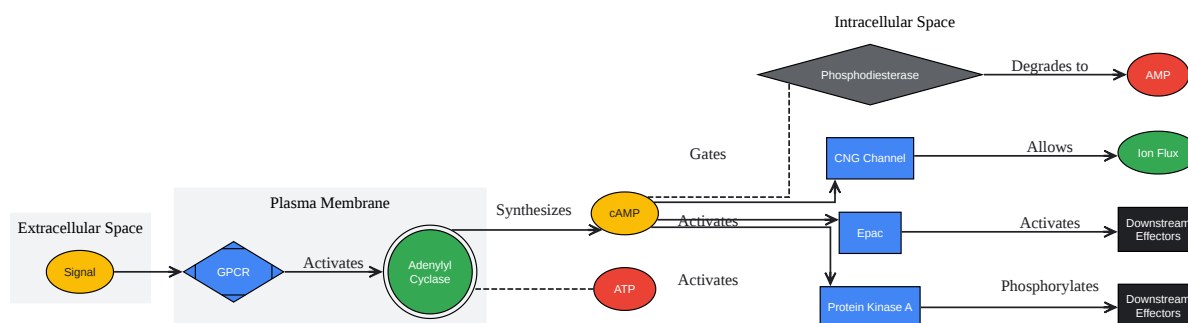 Intracellular Space
Phosphodiesterase
Degrades to
AMP
Gates
CNG Channel
Allows
Ion Flux
Plasma Membrane
Extracellular Space
Signal
GPCR
Activates
Adenylyl
Cyclase
Synthesizes
cAMP
Activates
Epac
Activates
Downstream
Effectors
ATP
Activates
Protein Kinase A
Phosphorylates
Downstream
Effectors